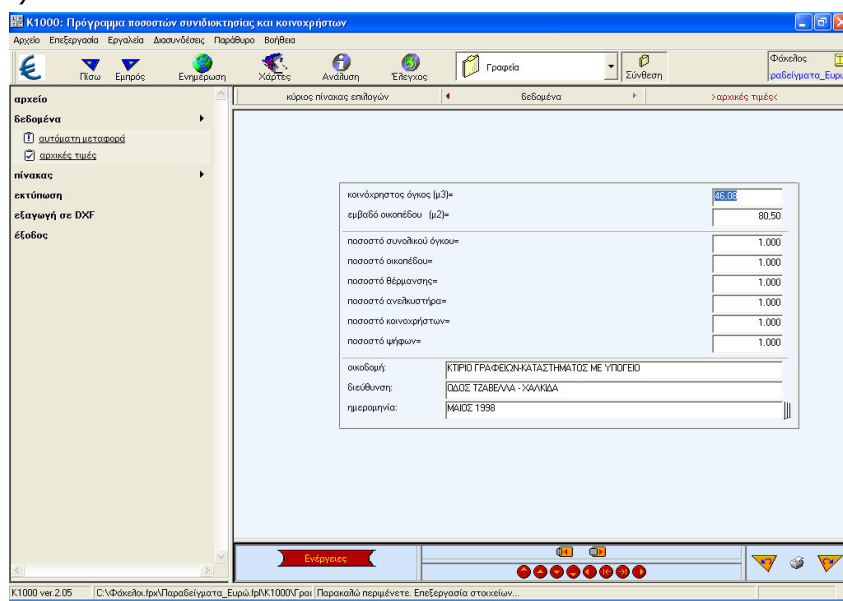 K1000: Πρόγραμμα ποσοστών συνιδιοκτησίας και κοινοχρήστων
Αρχείο Επεξεργασία Εργαλεία Διασυνδέσεις Παράθυρο Βοήθεια
Πίσω Εμπρός Ενημέρωση Χάρτες Ανάλυση Έλεγχος Γραφεία Σύνθεση Φάκελος
ραδείγματα_Ευρώ
αρχείο
δεδομένα
αυτόματη μεταφορά
αρχικές τιμές
πίνακας
εκτύπωση
εξαγωγή σε DXF
έξοδος
κύριος πίνακας επιλογών δεδομένα >αρχικές τιμές<
κοινόχρηστος όγκος (μ3)= 46,08
εμβαδό οικοπέδου (μ2)= 80,50
ποσοστό συνολικού όγκου= 1.000
ποσοστό οικοπέδου= 1.000
ποσοστό θέρμανσης= 1.000
ποσοστό ανελκυστήρα= 1.000
ποσοστό κοινοχρήστων= 1.000
ποσοστό ψήφων= 1.000
οικοδομή: ΚΤΙΡΙΟ ΓΡΑΦΕΙΩΝ-ΚΑΤΑΣΤΗΜΑΤΟΣ ΜΕ ΥΠΟΓΕΙΟ
διεύθυνση: ΟΔΟΣ ΤΖΑΒΕΛΛΑ - ΧΑΛΚΙΔΑ
ημερομηνία: ΜΑΙΟΣ 1998
Ενέργειες
K1000 ver.2.05 C:\Φάκελοι.fpx\Παραδείγματα_Ευρώ.fpl\K1000\Γρα Παρακαλώ περιμένετε. Επεξεργασία στοιχείων...